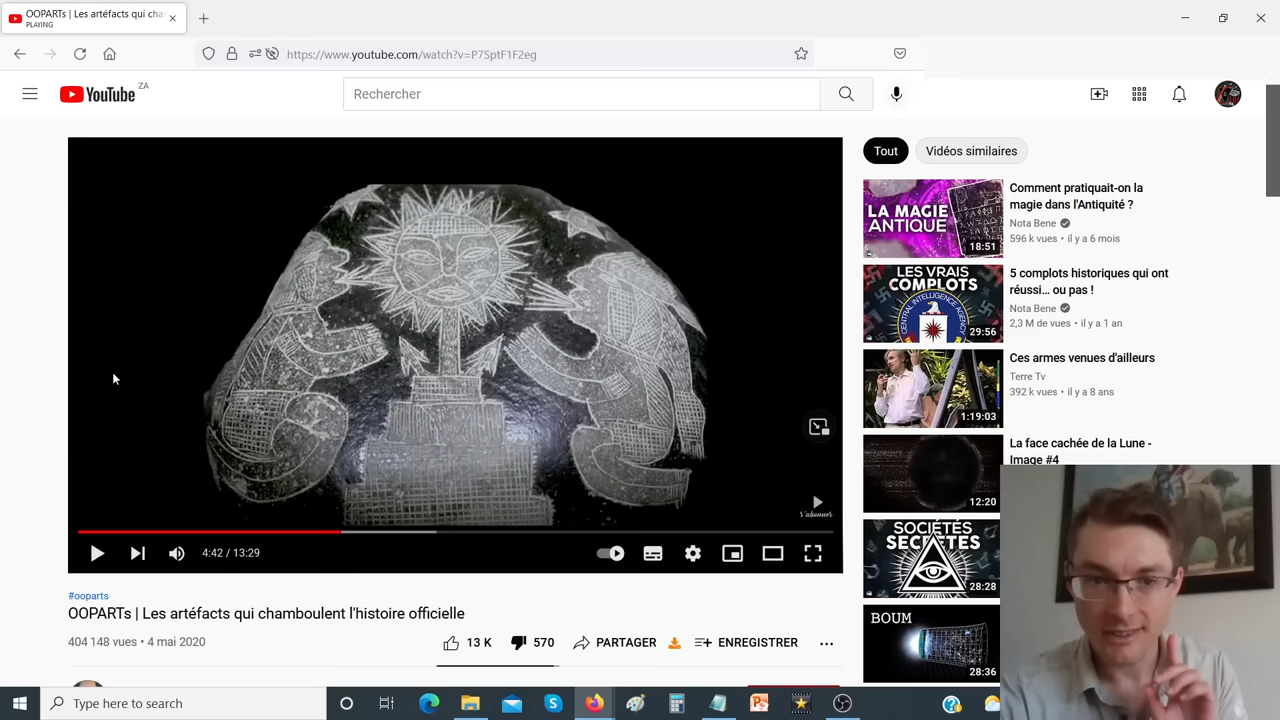 OOPARTs | Les artéfacts qui cha
PLAYING
https://www.youtube.com/watch?v=P7SptF1F2eg
YouTube ZA
Rechercher
S'abonner
4:42 / 13:29
#ooparts
OOPARTs | Les artéfacts qui chamboulent l'histoire officielle
404 148 vues • 4 mai 2020
13 K
570
PARTAGER
ENREGISTRER
Tout
Vidéos similaires
LA MAGIE
ANTIQUE
18:51
Comment pratiquait-on la
magie dans l'Antiquité ?
Nota Bene
596 k vues • il y a 6 mois
LES VRAIS
COMPLOTS
CENTRAL INTELLIGENCE AGENCY
29:56
5 complots historiques qui ont
réussi... ou pas !
Nota Bene
2,3 M de vues • il y a 1 an
1:19:03
Ces armes venues d'ailleurs
Terre Tv
392 k vues • il y a 8 ans
12:20
La face cachée de la Lune -
Image #4
SOCIÉTÉS
SECRÈTES
28:28
BOUM
28:36
Type here to search